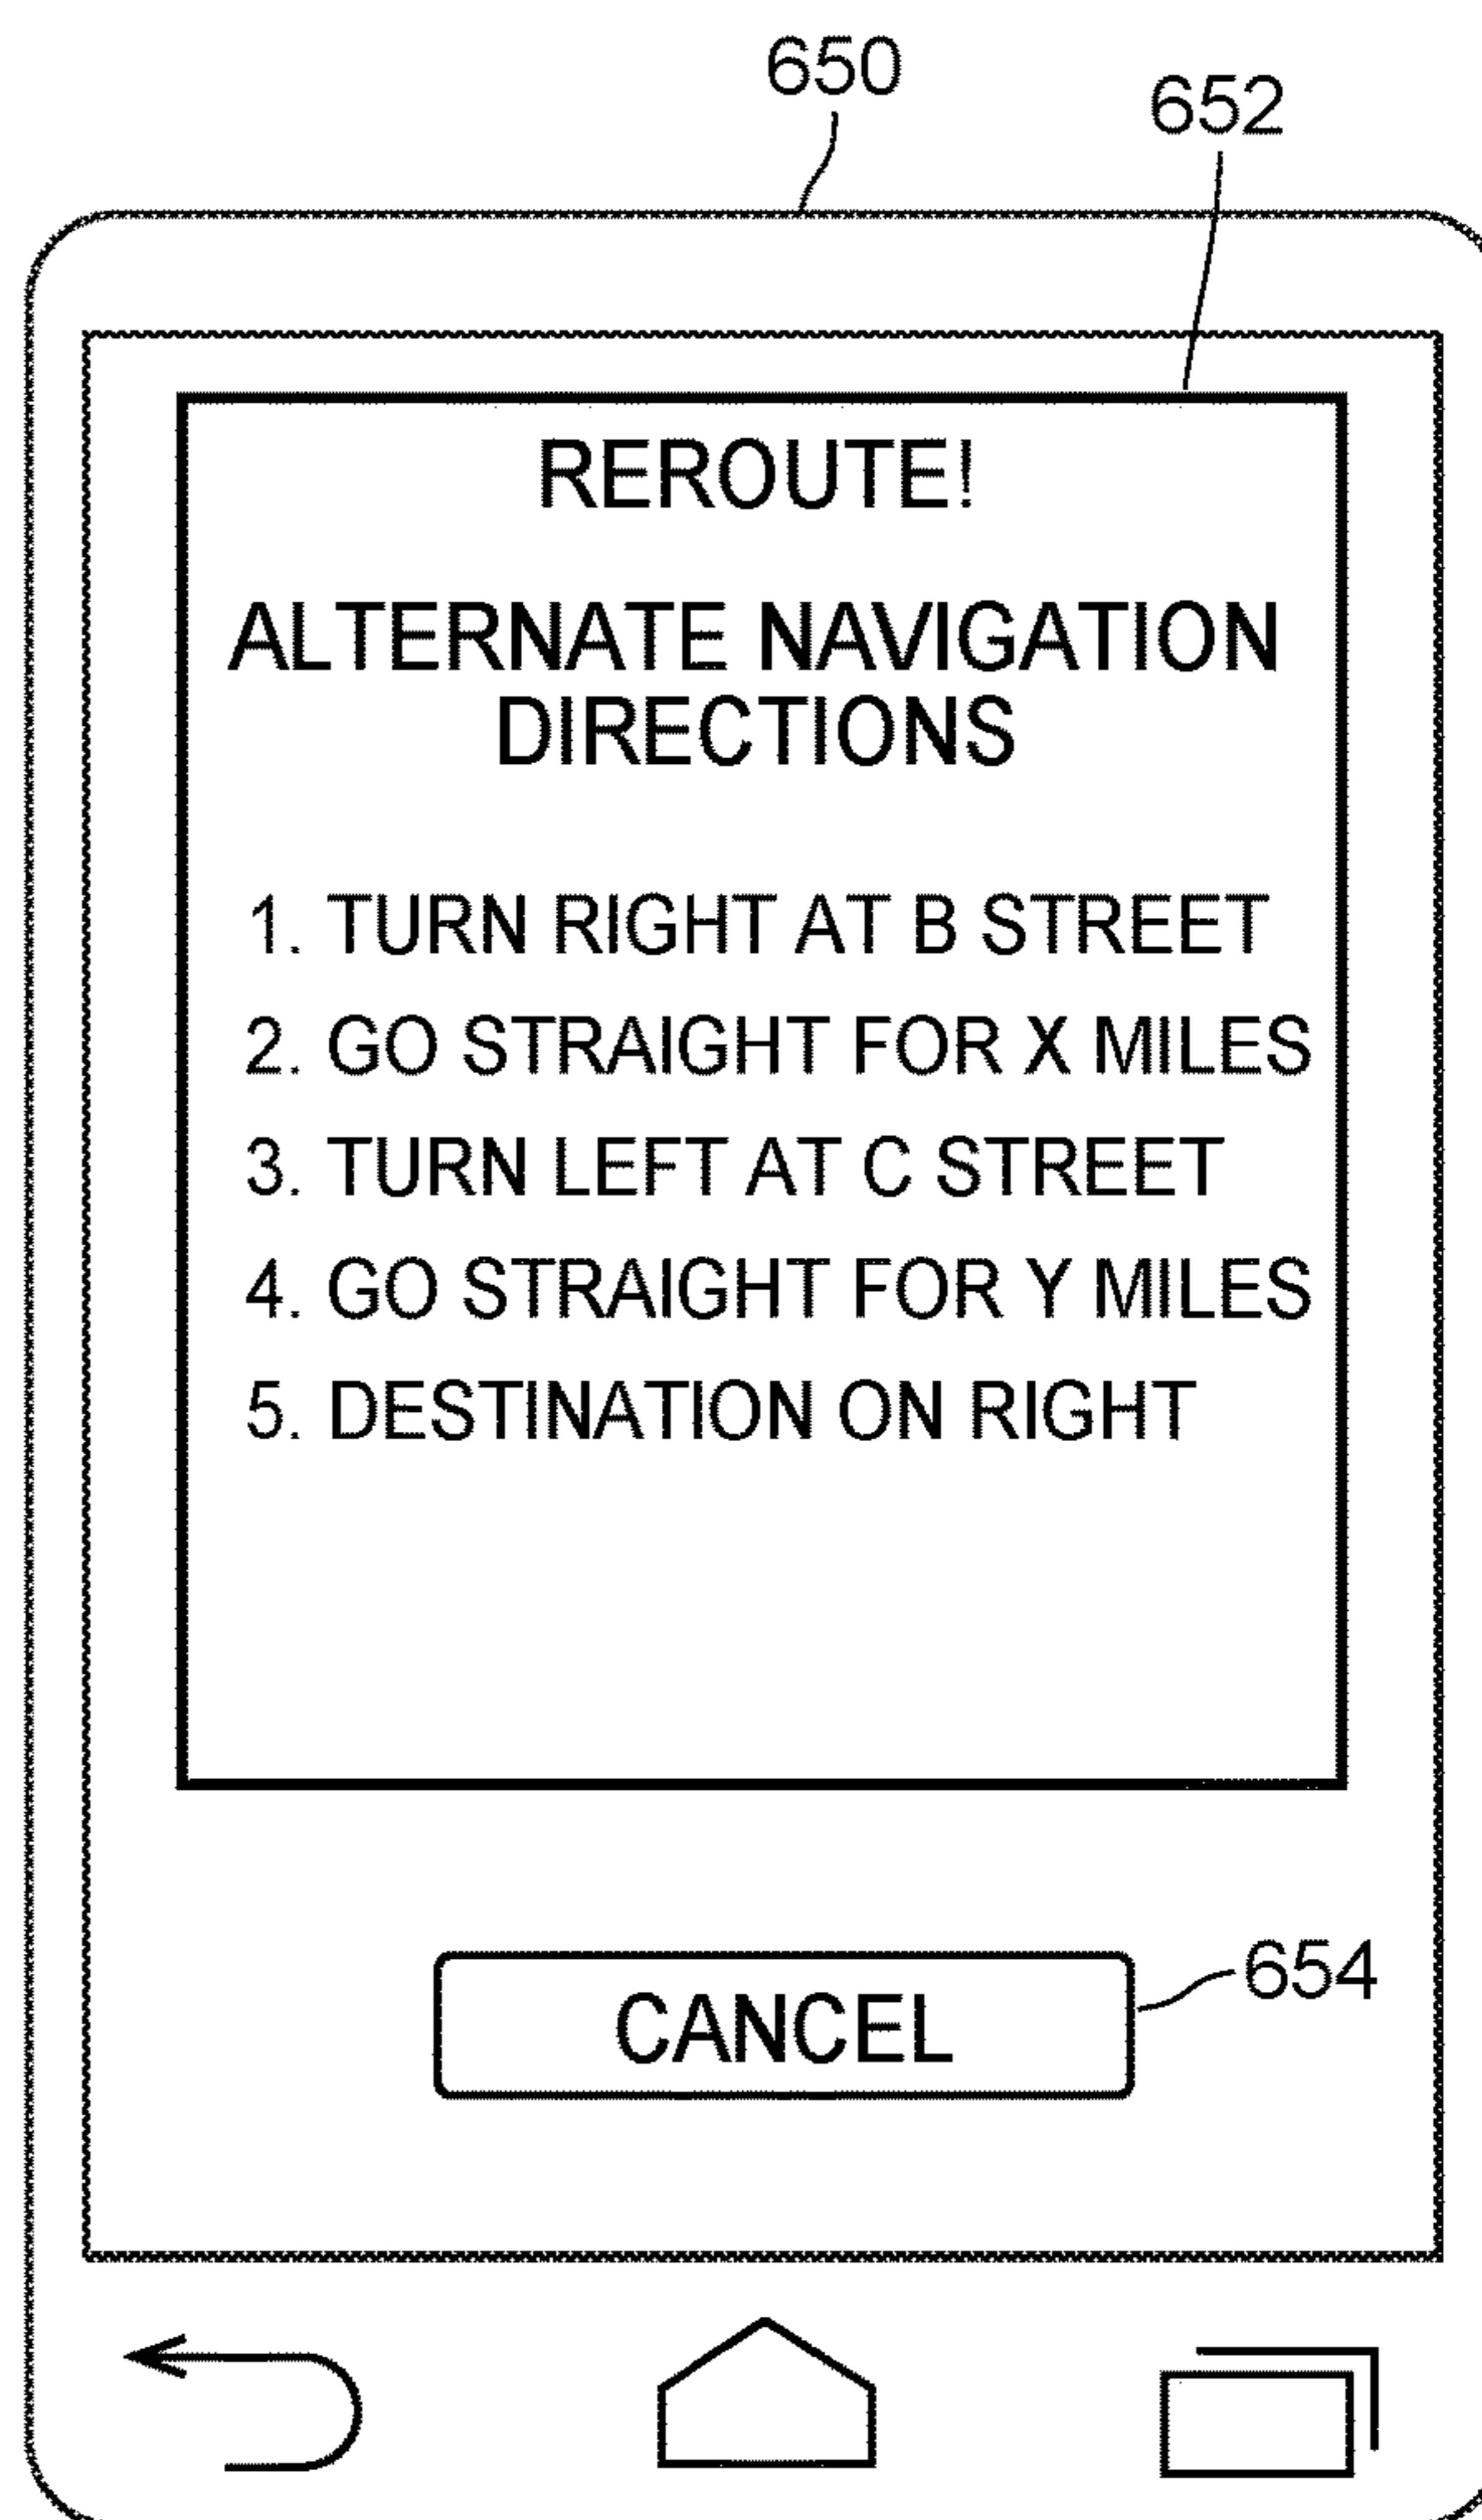 650
652
REROUTE!
ALTERNATE NAVIGATION
DIRECTIONS
1. TURN RIGHT AT B STREET
2. GO STRAIGHT FOR X MILES
3. TURN LEFT AT C STREET
4. GO STRAIGHT FOR Y MILES
5. DESTINATION ON RIGHT
654
CANCEL